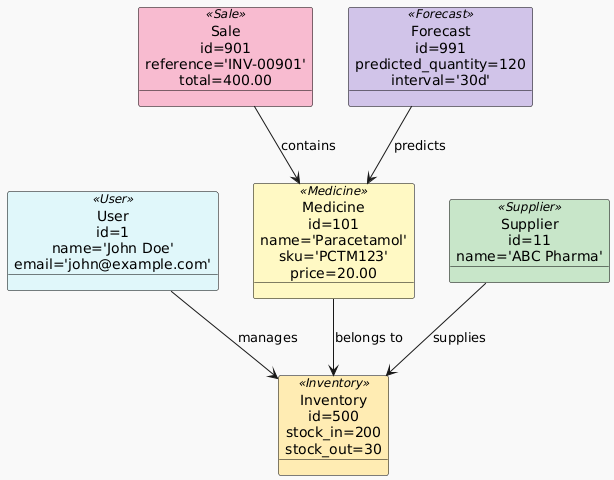 «Sale»
Sale
id=901
reference='INV-00901'
total=400.00
«Forecast»
Forecast
id=991
predicted_quantity=120
interval='30d'
contains
predicts
«User»
User
id=1
name='John Doe'
email='john@example.com'
«Medicine»
Medicine
id=101
name='Paracetamol'
sku='PCTM123'
price=20.00
«Supplier»
Supplier
id=11
name='ABC Pharma'
manages
belongs to
supplies
«Inventory»
Inventory
id=500
stock_in=200
stock_out=30